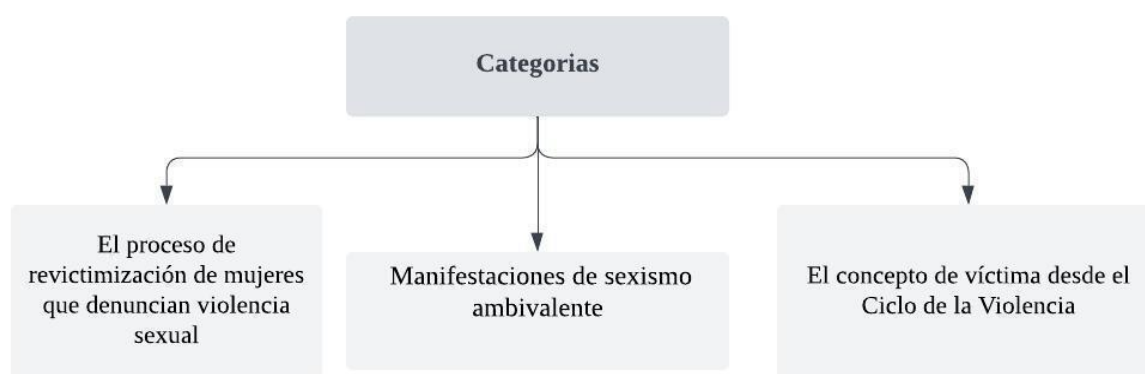 Categorias
El proceso de
revictimización de mujeres
que denuncian violencia
sexual
Manifestaciones de sexismo
ambivalente
El concepto de víctima desde el
Ciclo de la Violencia